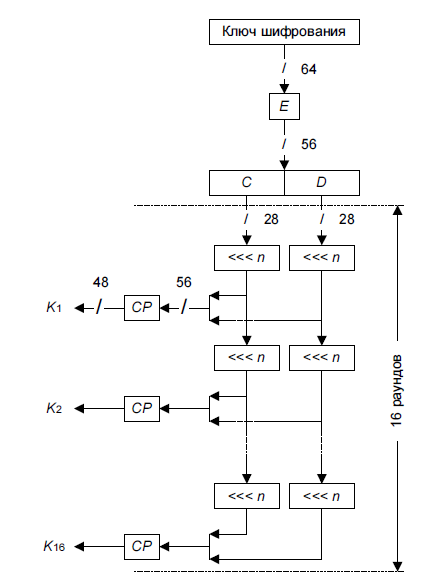 Ключ шифрования
64
E
56
C D
28 28
<<< n <<< n
48 56
K1 CP
<<< n <<< n
K2 CP
16 раундов
<<< n <<< n
K16 CP